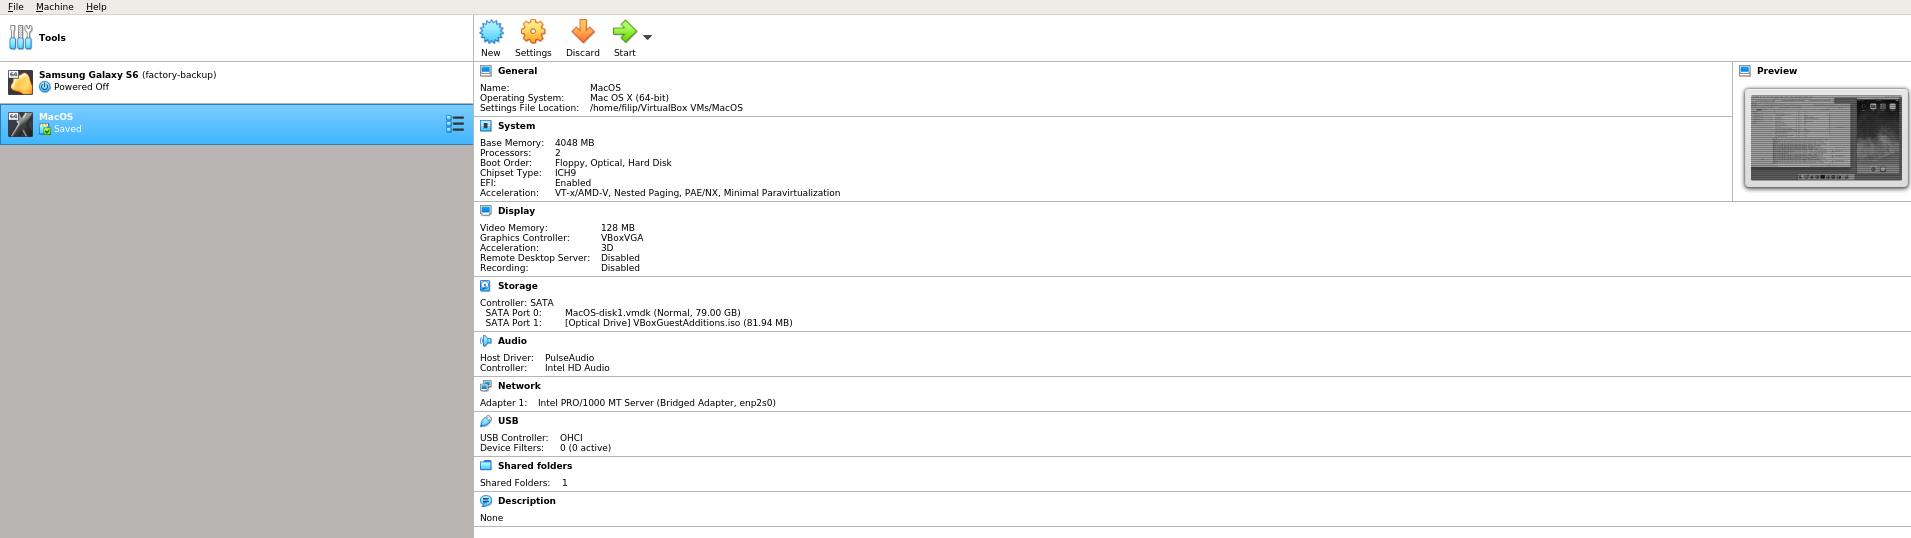 File Machine Help
Tools
Samsung Galaxy S6 (factory-backup)
Powered Off
MacOS
Saved
New Settings Discard Start
General
Name: MacOS
Operating System: Mac OS X (64-bit)
Settings File Location: /home/filip/VirtualBox VMs/MacOS
System
Base Memory: 4048 MB
Processors: 2
Boot Order: Floppy, Optical, Hard Disk
Chipset Type: ICH9
EFI: Enabled
Acceleration: VT-x/AMD-V, Nested Paging, PAE/NX, Minimal Paravirtualization
Preview
Display
Video Memory: 128 MB
Graphics Controller: VBoxVGA
Acceleration: 3D
Remote Desktop Server: Disabled
Recording: Disabled
Storage
Controller: SATA
SATA Port 0: MacOS-disk1.vmdk (Normal, 79.00 GB)
SATA Port 1: [Optical Drive] VBoxGuestAdditions.iso (81.94 MB)
Audio
Host Driver: PulseAudio
Controller: Intel HD Audio
Network
Adapter 1: Intel PRO/1000 MT Server (Bridged Adapter, enp2s0)
USB
USB Controller: OHCI
Device Filters: 0 (0 active)
Shared folders
Shared Folders: 1
Description
None